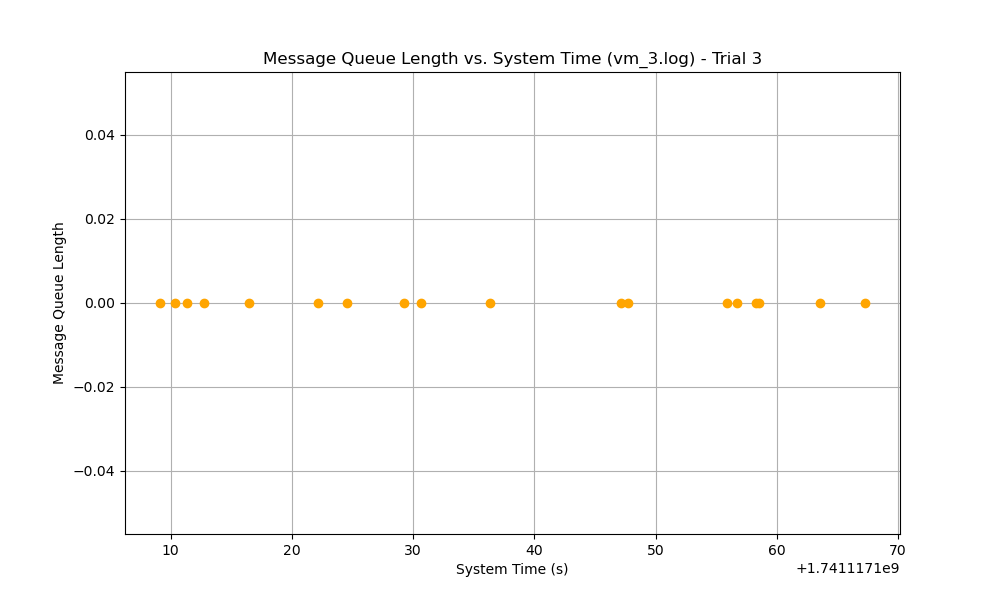 Message Queue Length vs. System Time (vm_3.log) - Trial 3
Message Queue Length
0.04
0.02
0.00
−0.02
−0.04
10 20 30 40 50 60 70
System Time (s)
+1.7411171e9